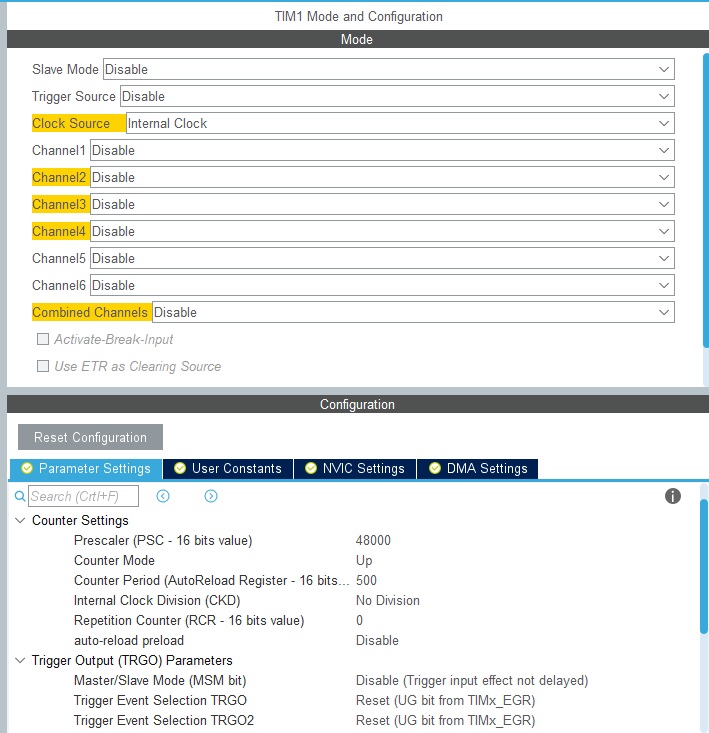 TIM1 Mode and Configuration
Mode
Slave Mode Disable
Trigger Source Disable
Clock Source Internal Clock
Channel1 Disable
Channel2 Disable
Channel3 Disable
Channel4 Disable
Channel5 Disable
Channel6 Disable
Combined Channels Disable
Activate-Break-Input
Use ETR as Clearing Source
Configuration
Reset Configuration
Parameter Settings User Constants NVIC Settings DMA Settings
Search (CrtI+F)
Counter Settings
Prescaler (PSC - 16 bits value) 48000
Counter Mode Up
Counter Period (AutoReload Register - 16 bits... 500
Internal Clock Division (CKD) No Division
Repetition Counter (RCR - 16 bits value) 0
auto-reload preload Disable
Trigger Output (TRGO) Parameters
Master/Slave Mode (MSM bit) Disable (Trigger input effect not delayed)
Trigger Event Selection TRGO Reset (UG bit from TIMx_EGR)
Trigger Event Selection TRGO2 Reset (UG bit from TIMx_EGR)